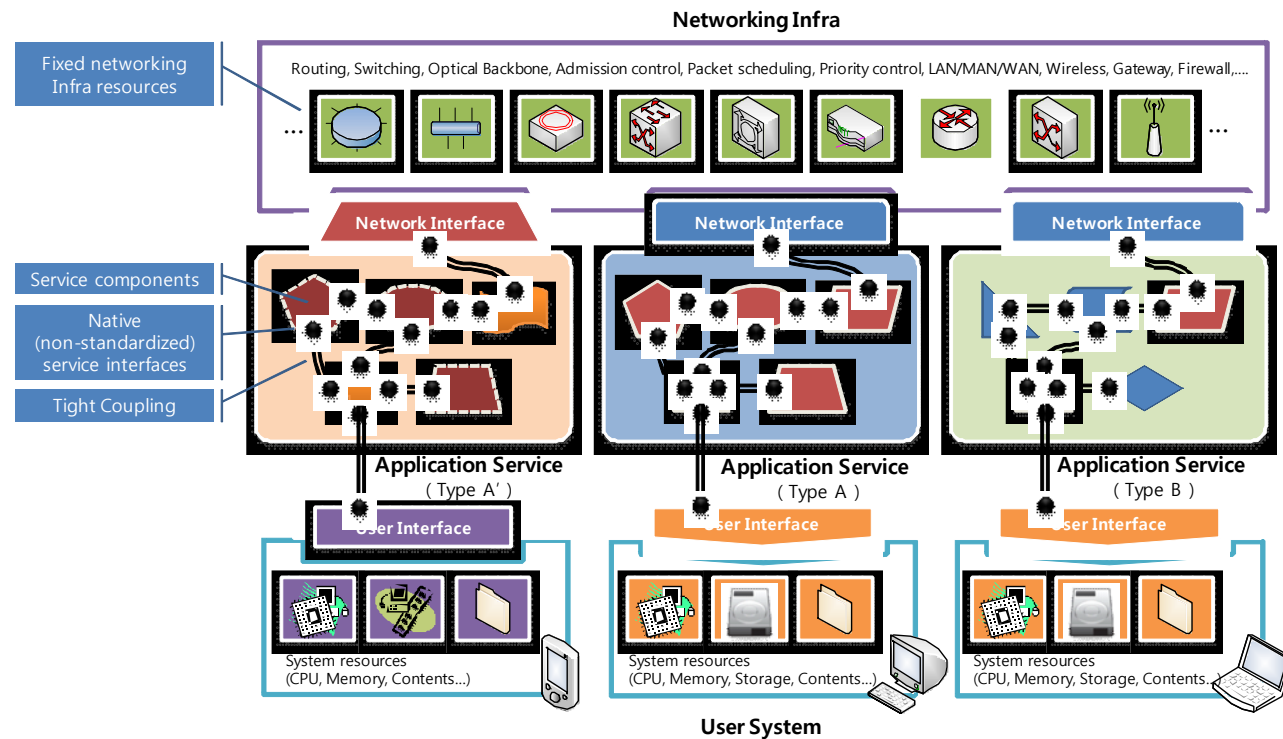 Networking Infra
Fixed networking
Infra resources
Routing, Switching, Optical Backbone, Admission control, Packet scheduling, Priority control, LAN/MAN/WAN, Wireless, Gateway, Firewall,....
...
...
Network Interface
Network Interface
Network Interface
Service components
Native
(non-standardized)
service interfaces
Tight Coupling
Application Service
( Type A′ )
Application Service
( Type A )
Application Service
( Type B )
User Interface
User Interface
User Interface
System resources
(CPU, Memory, Contents...)
System resources
(CPU, Memory, Storage, Contents...)
System resources
(CPU, Memory, Storage, Contents...)
User System